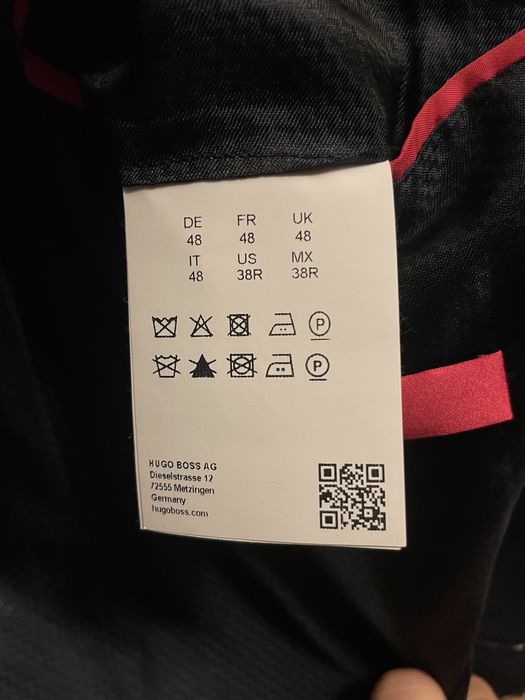 DE FR UK
48 48 48
IT US MX
48 38R 38R
P
P
HUGO BOSS AG
Dieselstrasse 12
72555 Metzingen
Germany
hugoboss.com